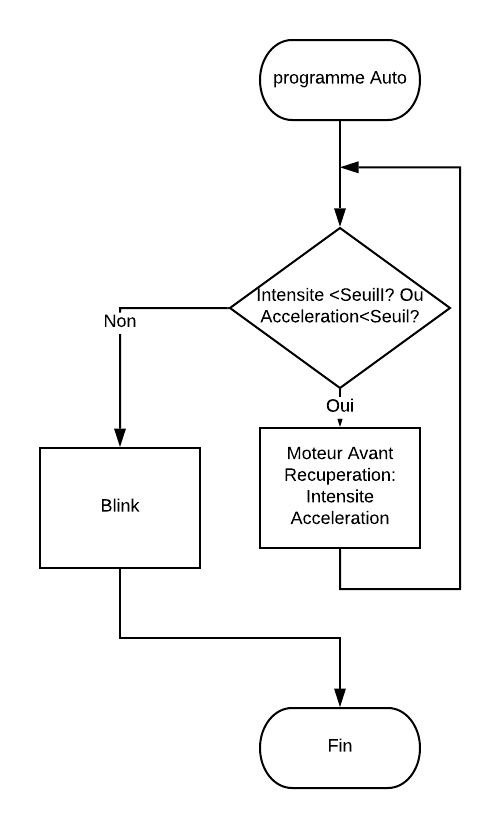 programme Auto
Intensite <Seuill? Ou
Acceleration<Seuil?
Non
Oui
Moteur Avant
Recuperation:
Intensite
Acceleration
Blink
Fin